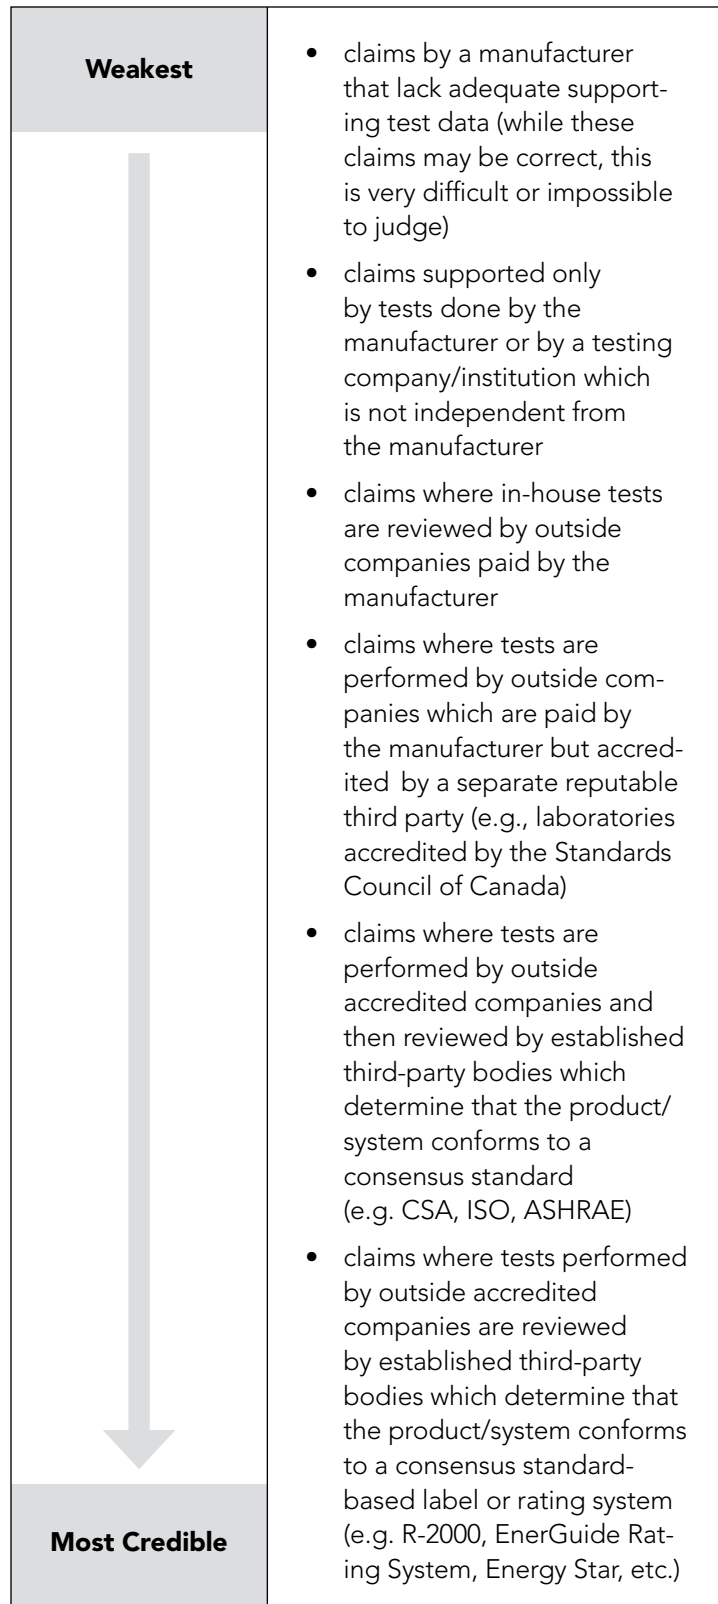 Weakest
• claims by a manufacturer
that lack adequate support-
ing test data (while these
claims may be correct, this
is very difficult or impossible
to judge)
• claims supported only
by tests done by the
manufacturer or by a testing
company/institution which
is not independent from
the manufacturer
• claims where in-house tests
are reviewed by outside
companies paid by the
manufacturer
• claims where tests are
performed by outside com-
panies which are paid by
the manufacturer but accred-
ited by a separate reputable
third party (e.g., laboratories
accredited by the Standards
Council of Canada)
• claims where tests are
performed by outside
accredited companies and
then reviewed by established
third-party bodies which
determine that the product/
system conforms to a
consensus standard
(e.g. CSA, ISO, ASHRAE)
• claims where tests performed
by outside accredited
companies are reviewed
by established third-party
bodies which determine that
the product/system conforms
to a consensus standard-
based label or rating system
(e.g. R-2000, EnerGuide Rat-
ing System, Energy Star, etc.)
Most Credible